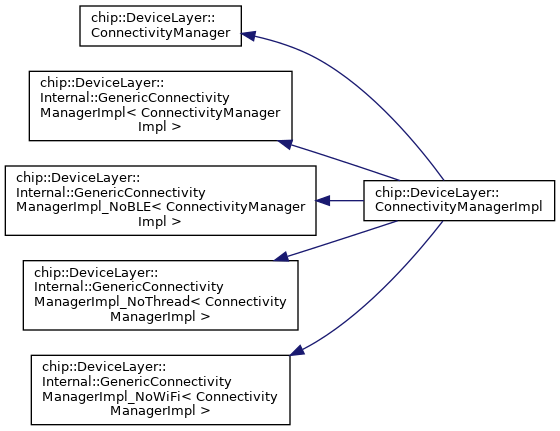 chip::DeviceLayer::
ConnectivityManager
chip::DeviceLayer::
Internal::GenericConnectivity
ManagerImpl< ConnectivityManager
Impl >
chip::DeviceLayer::
Internal::GenericConnectivity
ManagerImpl_NoBLE< ConnectivityManager
Impl >
chip::DeviceLayer::
ConnectivityManagerImpl
chip::DeviceLayer::
Internal::GenericConnectivity
ManagerImpl_NoThread< Connectivity
ManagerImpl >
chip::DeviceLayer::
Internal::GenericConnectivity
ManagerImpl_NoWiFi< Connectivity
ManagerImpl >